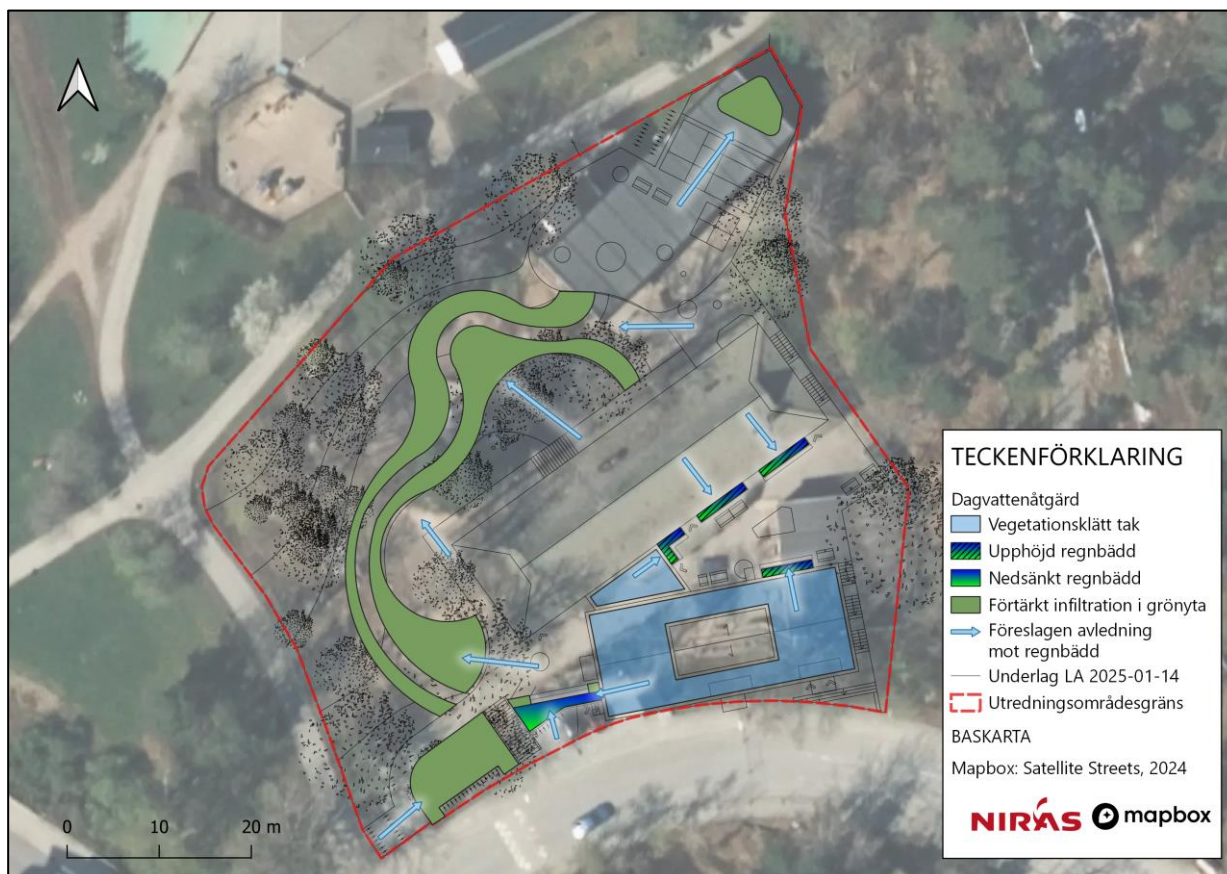 TECKENFÖRKLARING
Dagvattenåtgärd
Vegetationsklätt tak
Upphöjd regnbädd
Nedsänkt regnbädd
Förtärkt infiltration i grönyta
Föreslagen avledning
mot regnbädd
Underlag LA 2025-01-14
Utredningsområdesgräns
BASKARTA
Mapbox: Satellite Streets, 2024
NIRAS mapbox
0 10 20 m